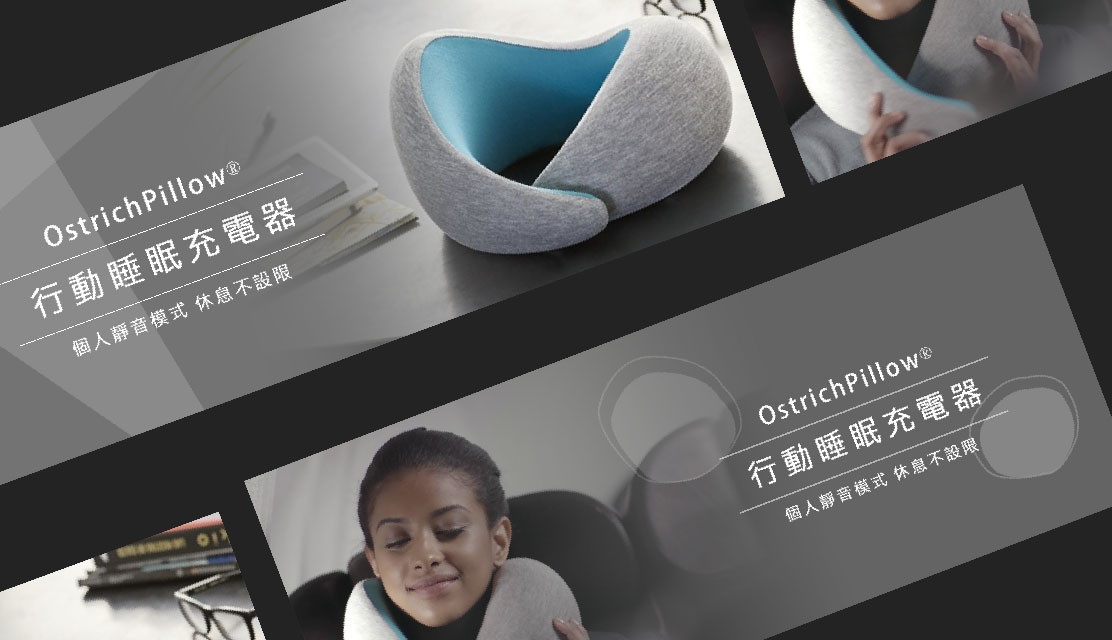 OstrichPillow®
行動睡眠充電器
個人靜音模式 休息不設限
OstrichPillow®
行動睡眠充電器
個人靜音模式 休息不設限